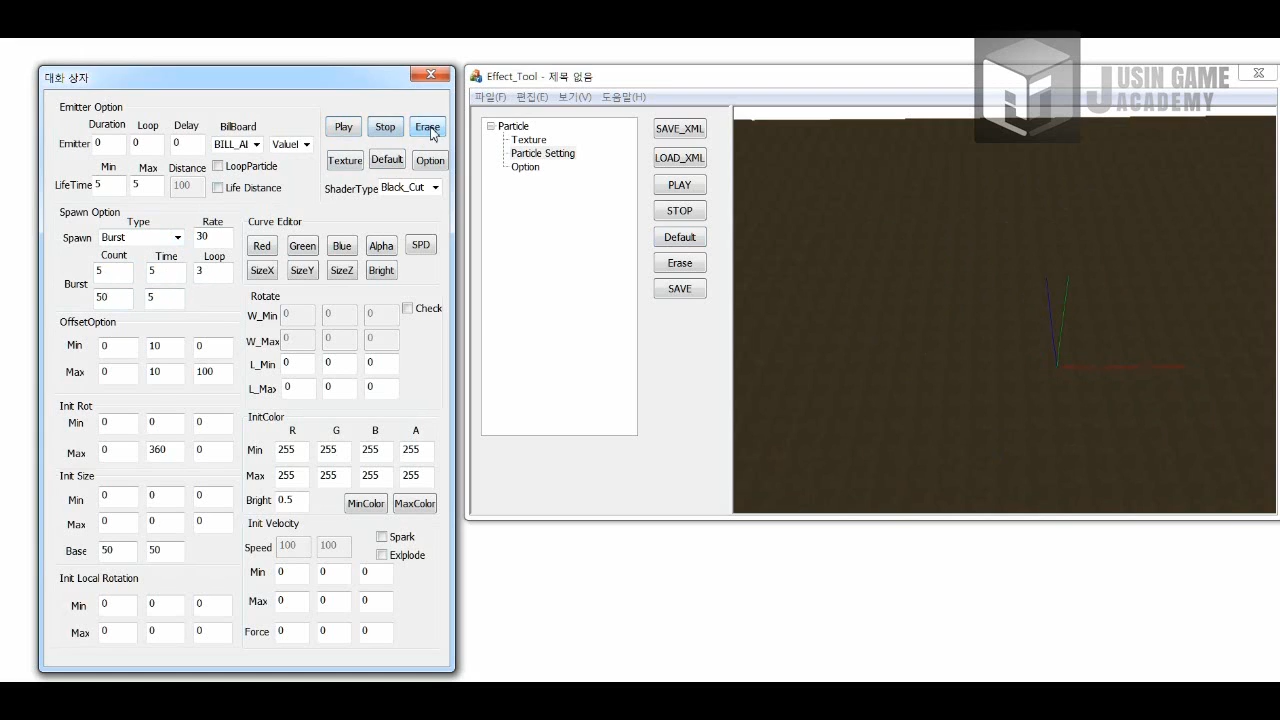 JUSIN GAME
ACADEMY
대화 상자
Emitter Option
Duration Loop Delay BillBoard
Emitter 0 0 0 BILL_Al Valuel
Min Max Distance LoopParticle
LifeTime 5 5 100 Life Distance
Play Stop Erase
Texture Default Option
ShaderType Black_Cut
Spawn Option
Type Rate
Spawn Burst 30
Count Time Loop
5 5 3
Burst
50 5
Curve Editor
Red Green Blue Alpha SPD
SizeX SizeY SizeZ Bright
OffsetOption
Min 0 10 0
Max 0 10 100
Rotate
W_Min 0 0 0 Check
W_Max 0 0 0
L_Min 0 0 0
L_Max 0 0 0
Init Rot
Min 0 0 0
Max 0 360 0
InitColor
R G B A
Min 255 255 255 255
Max 255 255 255 255
Bright 0.5 MinColor MaxColor
Init Size
Min 0 0 0
Max 0 0 0
Base 50 50
Init Velocity
Speed 100 100 Spark
Exlplode
Min 0 0 0
Max 0 0 0
Force 0 0 0
Init Local Rotation
Min 0 0 0
Max 0 0 0
Effect_Tool - 제목 없음
파일(F) 편집(E) 보기(V) 도움말(H)
Particle
Texture
Particle Setting
Option
SAVE_XML
LOAD_XML
PLAY
STOP
Default
Erase
SAVE